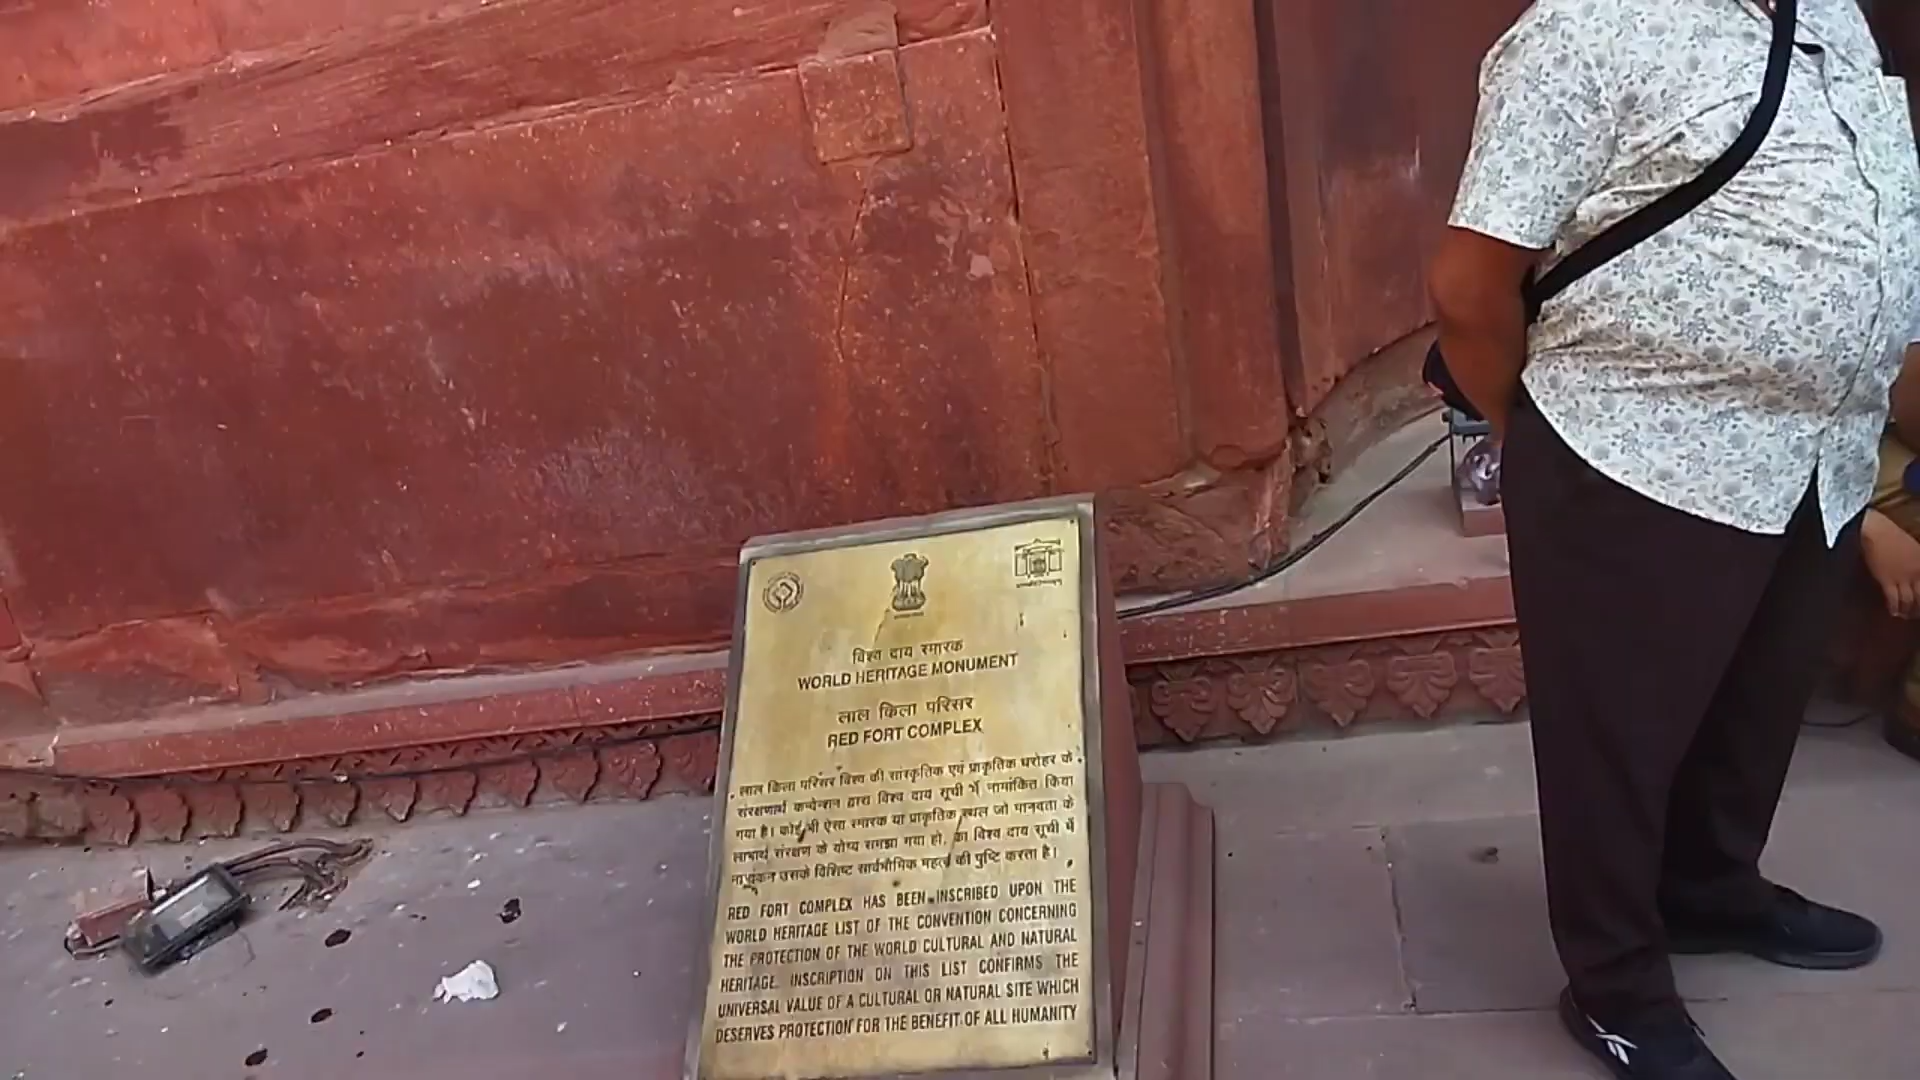 विश्व दाय स्मारक
WORLD HERITAGE MONUMENT
लाल किला परिसर
RED FORT COMPLEX
लाल किला परिसर विश्व की सांस्कृतिक एवं प्राकृतिक धरोहर के
संरक्षणार्थ कन्वेन्शन द्वारा विश्व दाय सूची में नामांकित किया
गया है। कोई भी ऐसा स्मारक या प्राकृतिक स्थल जो मानवता के
लाभार्थ संरक्षण के योग्य समझा गया हो, का विश्व दाय सूची में
नामांकन उसके विशिष्ट सार्वभौमिक महत्व की पुष्टि करता है।
RED FORT COMPLEX HAS BEEN INSCRIBED UPON THE
WORLD HERITAGE LIST OF THE CONVENTION CONCERNING
THE PROTECTION OF THE WORLD CULTURAL AND NATURAL
HERITAGE. INSCRIPTION ON THIS LIST CONFIRMS THE
UNIVERSAL VALUE OF A CULTURAL OR NATURAL SITE WHICH
DESERVES PROTECTION FOR THE BENEFIT OF ALL HUMANITY